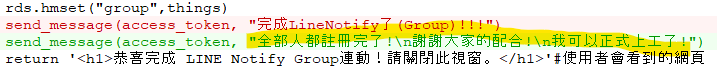 rds.hmset("group",things)
send_message(access_token, "完成LineNotify了(Group)!!!")
send_message(access_token, "全部人都註冊完了!\n謝謝大家的配合!\n我可以正式上工了!")
return '<h1>恭喜完成 LINE Notify Group連動！請關閉此視窗。</h1>'#使用者會看到的網頁